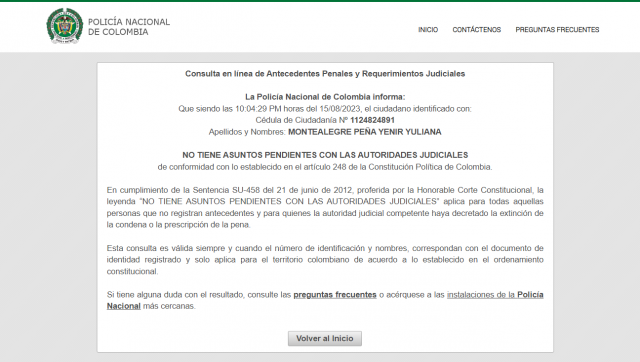 POLICÍA NACIONAL
DE COLOMBIA
INICIO CONTÁCTENOS PREGUNTAS FRECUENTES
Consulta en línea de Antecedentes Penales y Requerimientos Judiciales
La Policía Nacional de Colombia informa:
Que siendo las 10:04:29 PM horas del 15/08/2023, el ciudadano identificado con:
Cédula de Ciudadanía Nº 1124824891
Apellidos y Nombres: MONTEALEGRE PEÑA YENIR YULIANA
NO TIENE ASUNTOS PENDIENTES CON LAS AUTORIDADES JUDICIALES
de conformidad con lo establecido en el artículo 248 de la Constitución Política de Colombia.
En cumplimiento de la Sentencia SU-458 del 21 de junio de 2012, proferida por la Honorable Corte Constitucional, la
leyenda "NO TIENE ASUNTOS PENDIENTES CON LAS AUTORIDADES JUDICIALES" aplica para todas aquellas
personas que no registran antecedentes y para quienes la autoridad judicial competente haya decretado la extinción de
la condena o la prescripción de la pena.
Esta consulta es válida siempre y cuando el número de identificación y nombres, correspondan con el documento de
identidad registrado y solo aplica para el territorio colombiano de acuerdo a lo establecido en el ordenamiento
constitucional.
Si tiene alguna duda con el resultado, consulte las preguntas frecuentes o acérquese a las instalaciones de la Policía
Nacional más cercanas.
Volver al Inicio